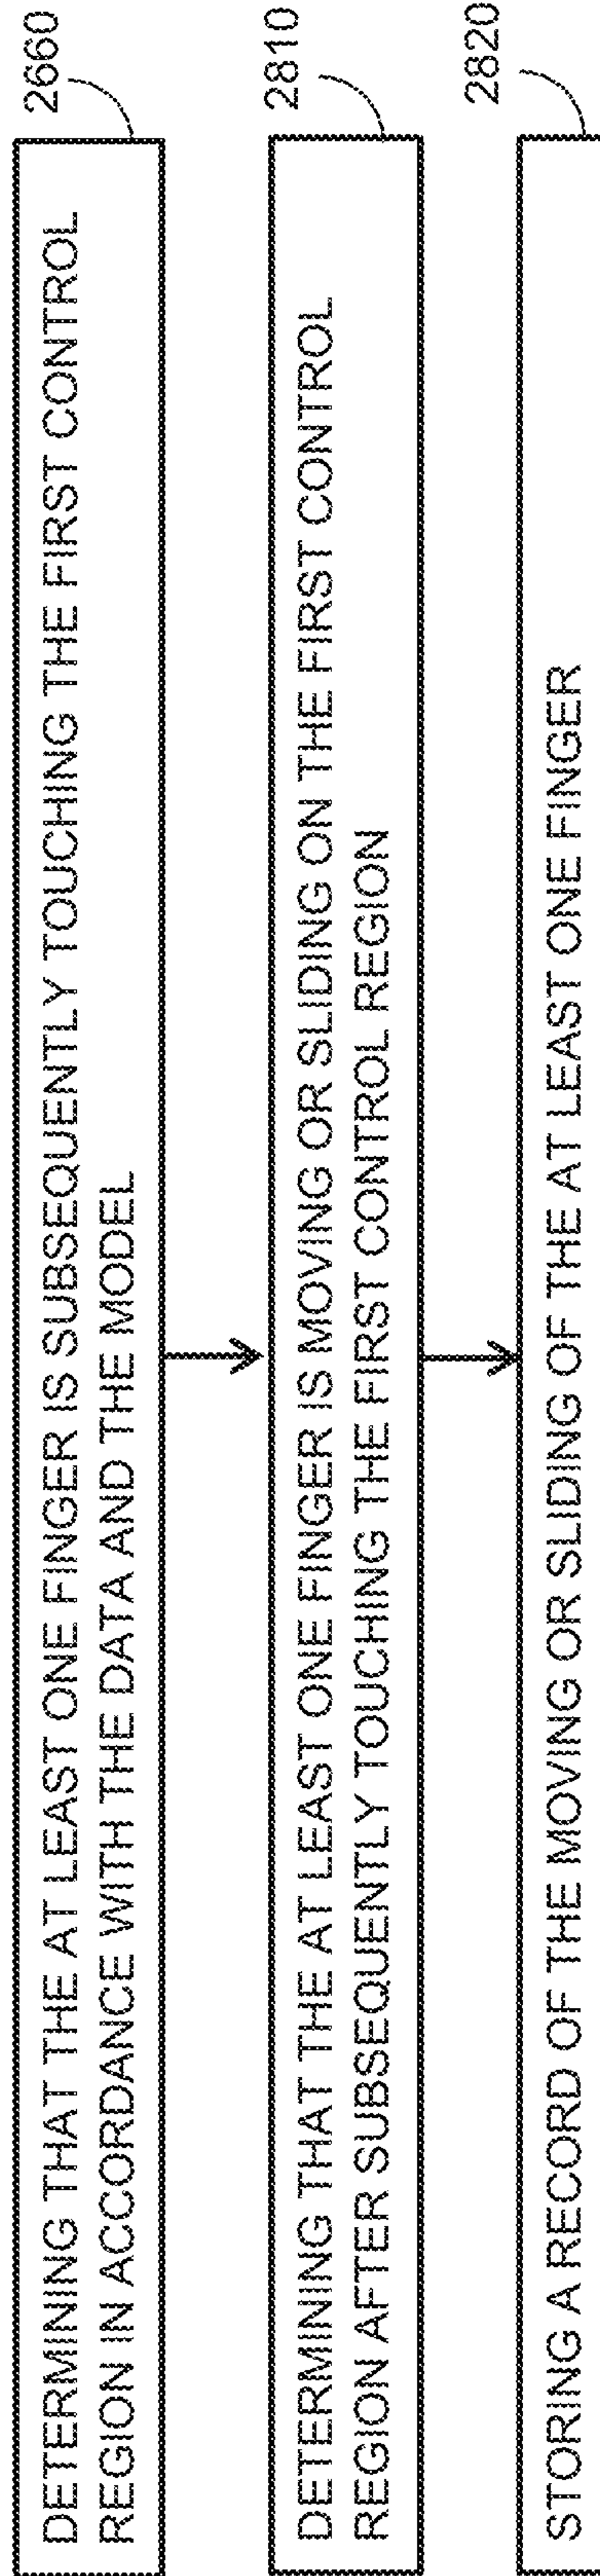 2660
DETERMINING THAT THE AT LEAST ONE FINGER IS SUBSEQUENTLY TOUCHING THE FIRST CONTROL
REGION IN ACCORDANCE WITH THE DATA AND THE MODEL
2810
DETERMINING THAT THE AT LEAST ONE FINGER IS MOVING OR SLIDING ON THE FIRST CONTROL
REGION AFTER SUBSEQUENTLY TOUCHING THE FIRST CONTROL REGION
2820
STORING A RECORD OF THE MOVING OR SLIDING OF THE AT LEAST ONE FINGER